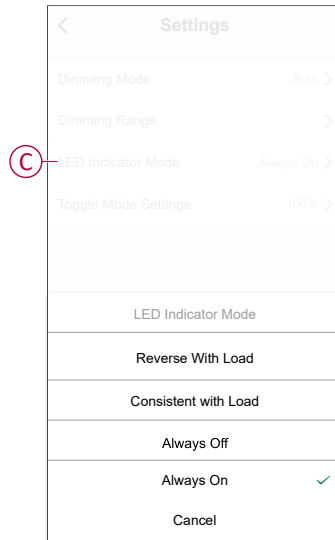 Settings
Dimming Mode Auto
Dimming Range
C LED Indicator Mode Always On
Toggle Mode Settings 100%
LED Indicator Mode
Reverse With Load
Consistent with Load
Always Off
Always On
Cancel